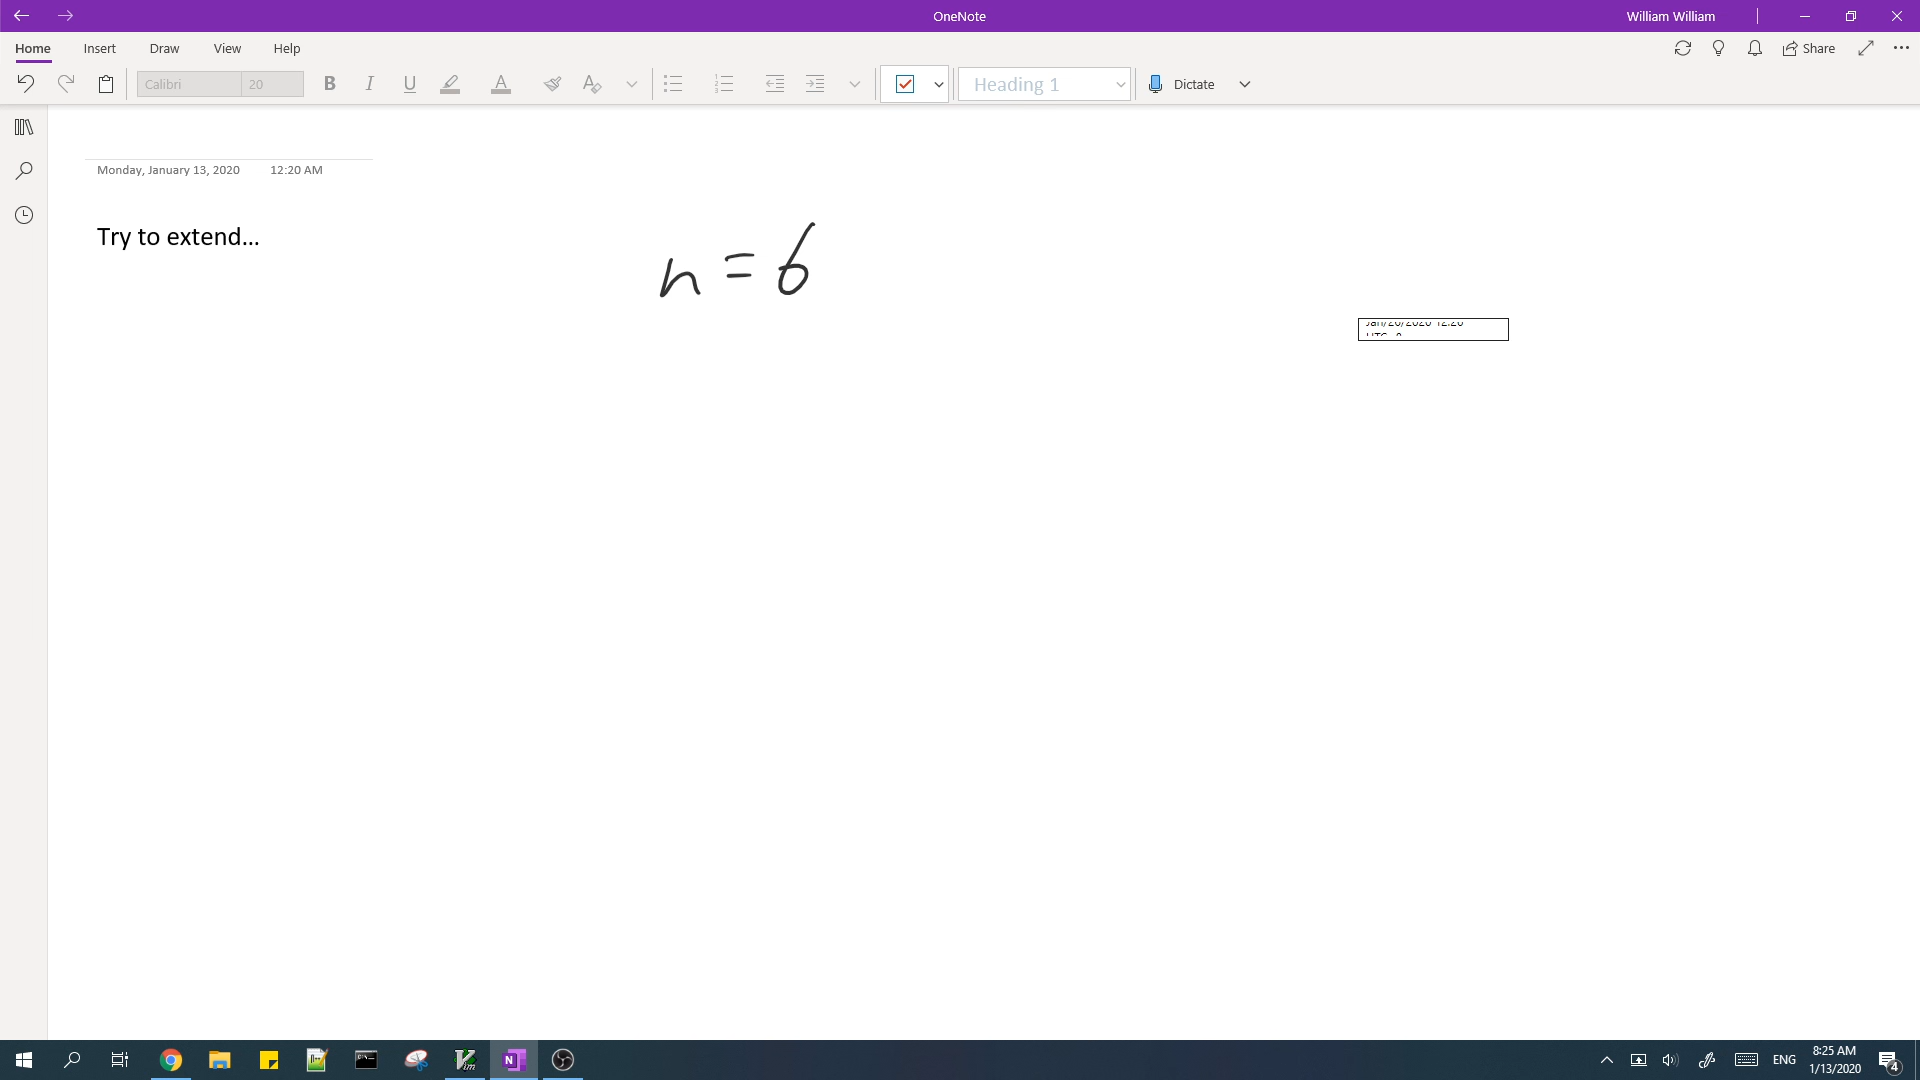 OneNote
William William
Home Insert Draw View Help
Share
Calibri 20 B I U A A
Heading 1
Dictate
Monday, January 13, 2020 12:20 AM
Try to extend...
n = 6
ENG
8:25 AM
1/13/2020
4